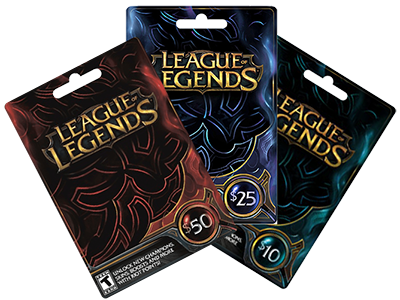 LEAGUE OF
LEGENDS
$50
T
UNLOCK NEW CHAMPIONS,
SKINS, BOOSTS AND MORE
WITH RIOT POINTS!
LEAGUE OF
LEGENDS
$25
LEAGUE OF
LEGENDS
$10
MORE